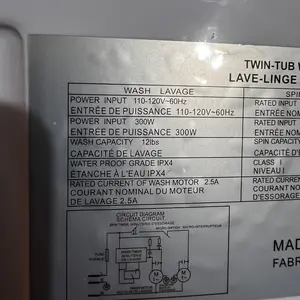 TWIN-TUB W
LAVE-LINGE
WASH LAVAGE
SPIN
POWER INPUT 110-120V~60Hz
RATED INPUT
ENTRÉE DE PUISSANCE 110-120V~60Hz
ENTRÉE NOM
POWER INPUT 300W
RATED INPUT
ENTRÉE DE PUISSANCE 300W
ENTRÉE NOM
WASH CAPACITY 12lbs
SPIN CAPACITY
CAPACITÉ DE LAVAGE
CAPACITÉ D'
WATER PROOF GRADE IPX4
CLASS I
ÉTANCHE À L'EAU IPX4
NIVEAU I
RATED CURRENT OF WASH MOTOR 2.5A
RATED CURRENT
COURANT NOMINAL DU MOTEUR
COURANT NOM
DE LAVAGE 2.5A
D'ESSORAGE
CIRCUIT DIAGRAM
SCHÉMA CIRCUIT
MAD
FABR